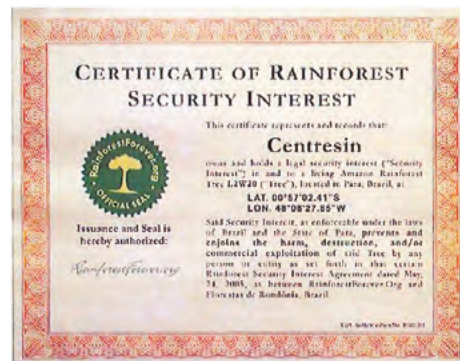 CERTIFICATE OF RAINFOREST
SECURITY INTEREST
This certificate represents and records that:
Centresin
owns and holds a legal security interest ("Security
Interest") in and to a living Amazon Rainforest
Tree ("Tree"), located in Para, Brazil, at
LAT. 00°57'02.41"S
LON. 48°08'27.85"W
Said Security Interest, as enforceable under the laws
of Brazil and the State of Para, prevents and
enjoins the harm, destruction, and/or
commercial exploitation of said Tree by any
person or entity as set forth in that certain
Rainforest Security Interest Agreement dated May,
24, 2005, as between RainforestForever.Org and
Florestas de Rondônia, Brazil.
RainforestForever.org
OFFICIAL SEAL
Issuance and Seal is
hereby authorized:
RainforestForever.org